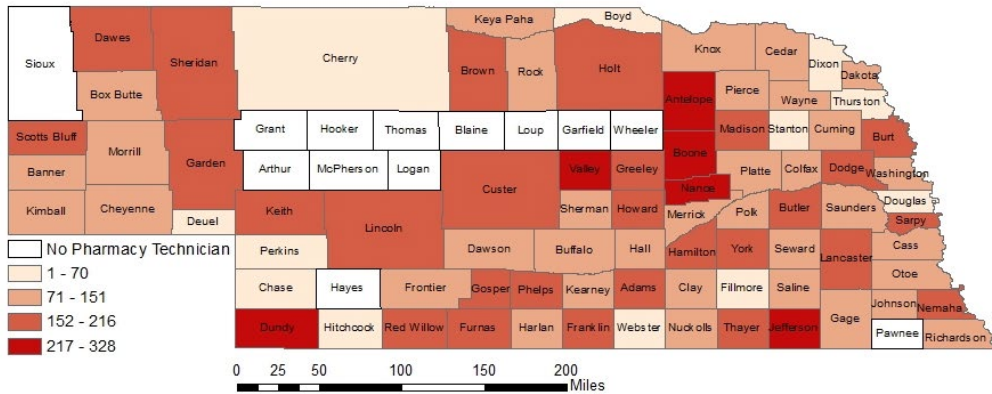 Boyd
Keya Paha
Dawes
Knox
Cedar
Sioux
Sheridan
Cherry
Dixon
Brown
Rock
Holt
Dakota
Box Butte
Pierce
Antelope
Wayne
Thurston
Grant
Hooker
Thomas
Blaine
Loup
Garfield
Wheeler
Madison
Stanton
Cuming
Burt
Scotts Bluff
Morrill
Boone
Garden
Arthur
McPherson
Logan
Valley
Greeley
Banner
Platte
Colfax
Dodge
Washington
Custer
Nance
Kimball
Cheyenne
Deuel
Keith
Lincoln
Sherman
Howard
Merrick
Polk
Butler
Saunders
Douglas
Sarpy
No Pharmacy Technician
Perkins
Dawson
Buffalo
Hall
Hamilton
York
Seward
Lancaster
Cass
1 - 70
Otoe
71 - 151
Chase
Hayes
Frontier
Gosper
Phelps
Kearney
Adams
Clay
Fillmore
Saline
Johnson
Nemaha
152 - 216
Dundy
Hitchcock
Red Willow
Furnas
Harlan
Franklin
Webster
Nuckolls
Thayer
Jefferson
Gage
Pawnee
Richardson
217 - 328
0 25 50 100 150 200
Miles